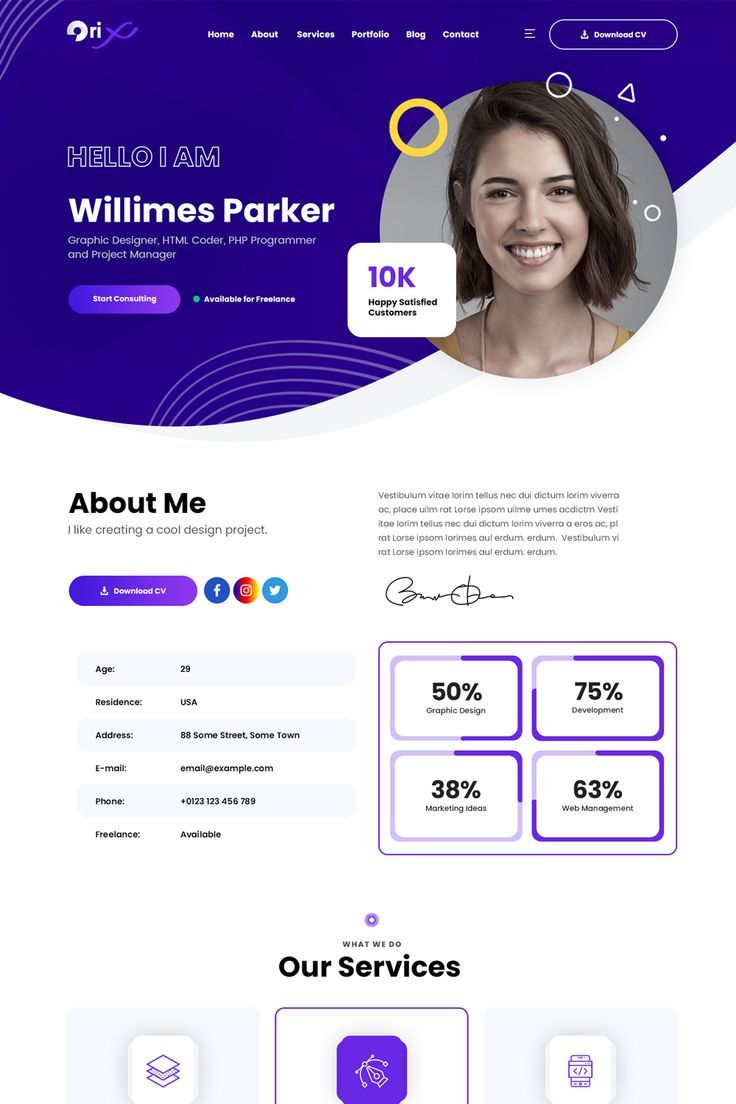 Orix
Home About Services Portfolio Blog Contact
Download CV
HELLO I AM
Willimes Parker
Graphic Designer, HTML Coder, PHP Programmer
and Project Manager
Start Consulting
Available for Freelance
10K
Happy Satisfied
Customers
About Me
I like creating a cool design project.
Download CV
Vestibulum vitae lorim tellus nec dui dictum lorim viverra
ac, place uilm rat Lorse ipsum uilme umes acdictm Vesti
itae lorim tellus nec dui dictum lorim viverra a eros ac, pl
rat Lorse ipsum lorimes aul erdum. erdum. Vestibulum vi
rat Lorse ipsum lorimes aul erdum. erdum.
Age: 29
Residence: USA
Address: 88 Some Street, Some Town
E-mail: email@example.com
Phone: +0123 123 456 789
Freelance: Available
50%
Graphic Design
75%
Development
38%
Marketing Ideas
63%
Web Management
WHAT WE DO
Our Services